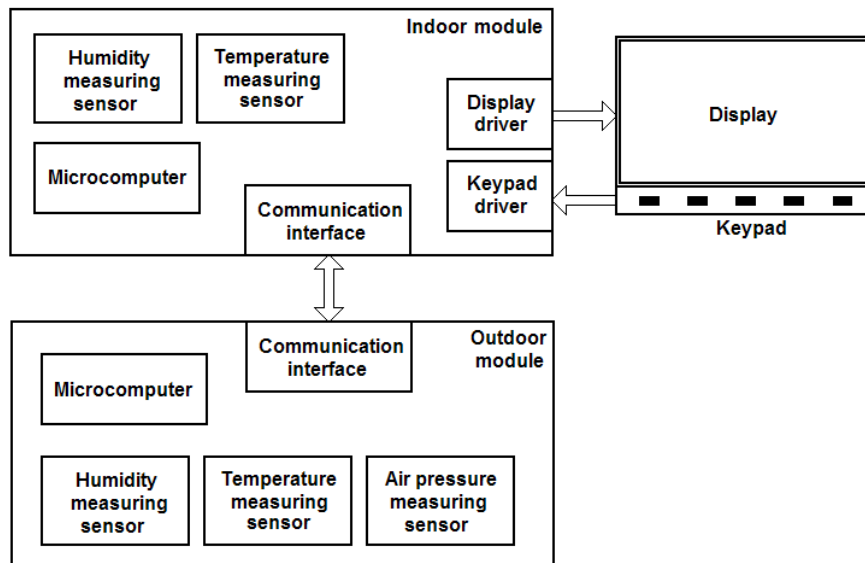 Indoor module
Humidity
measuring
sensor
Temperature
measuring
sensor
Display
driver
Display
Microcomputer
Keypad
driver
Communication
interface
Keypad
Communication
interface
Outdoor
module
Microcomputer
Humidity
measuring
sensor
Temperature
measuring
sensor
Air pressure
measuring
sensor